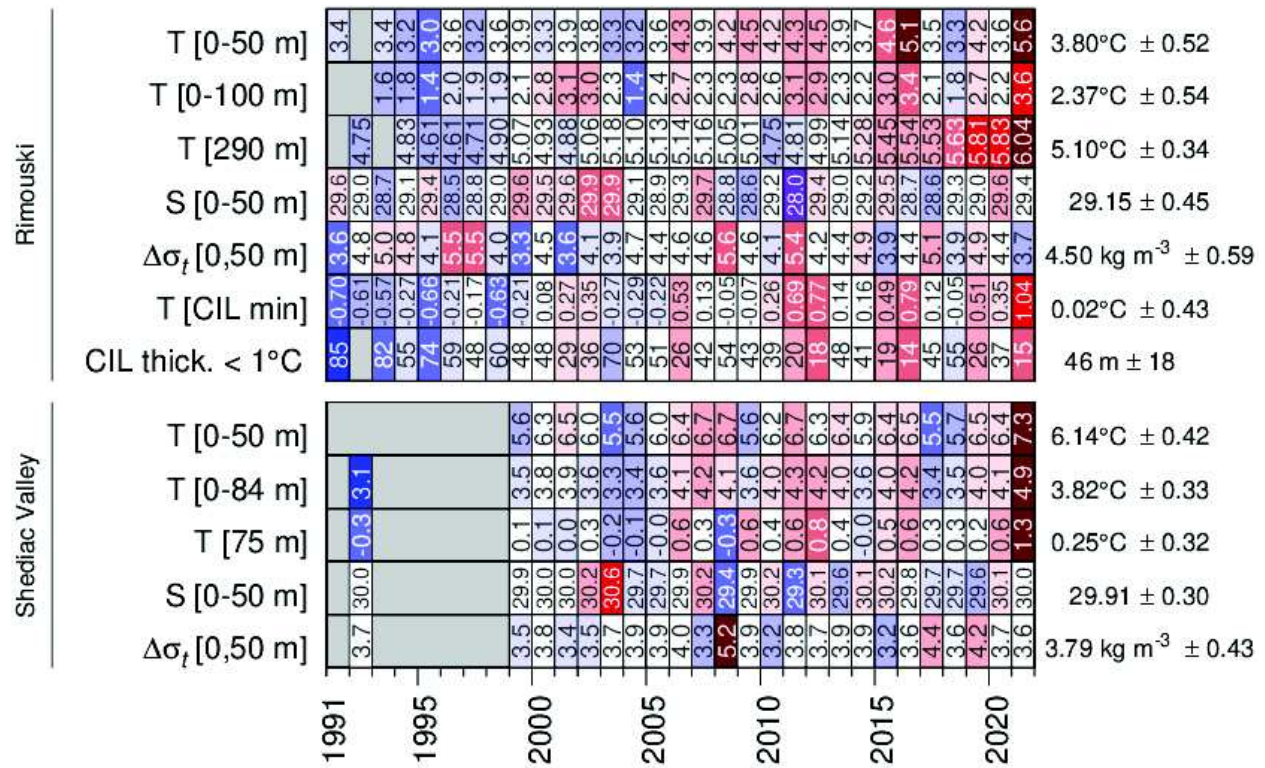 Rimouski
T [0-50 m] 3.4 3.4 3.2 3.0 3.6 3.2 3.6 3.9 3.3 3.9 3.8 3.3 3.2 3.6 4.3 3.9 4.2 4.5 4.2 4.3 4.5 3.9 3.7 4.6 5.1 3.5 3.3 4.2 3.6 5.6 3.80°C ± 0.52
T [0-100 m] 1.6 1.8 1.4 2.0 1.9 1.9 2.1 2.8 3.1 3.0 2.3 1.4 2.4 2.7 2.3 2.3 2.8 2.6 3.1 2.9 2.3 2.2 3.0 3.4 2.1 1.8 2.7 2.2 3.6 2.37°C ± 0.54
T [290 m] 4.75 4.83 4.61 4.61 4.71 4.90 5.07 4.93 4.88 5.06 5.18 5.10 5.13 5.14 5.16 5.05 5.01 4.75 4.81 4.99 5.14 5.28 5.45 5.54 5.53 5.63 5.81 5.83 6.04 5.10°C ± 0.34
S [0-50 m] 29.6 29.0 28.7 29.1 29.4 28.5 28.8 29.0 29.6 29.5 29.6 29.9 29.9 29.1 28.9 29.3 29.7 28.8 28.6 29.2 28.0 29.4 29.0 29.2 29.5 28.7 28.6 29.3 29.0 29.6 29.4 29.15 ± 0.45
Δσt [0,50 m] 3.6 4.8 5.0 4.8 4.1 5.5 5.5 4.0 3.3 4.5 3.6 4.1 3.9 4.7 4.4 4.6 4.6 5.6 4.6 4.1 5.4 4.2 4.4 4.9 3.9 4.4 5.1 3.9 4.9 4.4 3.7 4.50 kg m-3 ± 0.59
T [CIL min] -0.70 -0.61 -0.57 -0.27 -0.66 -0.21 -0.17 -0.63 -0.21 0.08 0.27 0.35 -0.27 -0.29 -0.22 0.53 0.13 -0.05 -0.07 0.26 0.69 0.77 0.14 0.16 0.49 0.79 0.12 -0.05 0.51 0.35 1.04 0.02°C ± 0.43
CIL thick. < 1°C 85 82 55 74 59 48 60 48 48 29 36 70 53 51 26 42 54 43 39 20 18 48 41 19 14 45 55 26 37 15 46 m ± 18
Shediac Valley
T [0-50 m] 5.6 6.3 6.5 6.0 5.5 5.6 6.0 6.4 6.7 6.7 5.6 6.2 6.7 6.3 6.4 5.9 6.4 6.5 5.5 5.7 6.5 6.4 7.3 6.14°C ± 0.42
T [0-84 m] 3.1 3.5 3.8 3.9 3.6 3.3 3.4 3.6 4.1 4.2 4.1 3.6 4.0 4.3 4.2 4.0 3.6 4.0 4.2 3.4 3.5 4.0 4.1 4.9 3.82°C ± 0.33
T [75 m] -0.3 0.1 0.1 0.0 0.3 -0.2 -0.1 -0.0 0.6 0.3 -0.3 0.6 0.4 0.6 0.8 0.4 -0.0 0.5 0.6 0.3 0.3 0.2 0.6 1.3 0.25°C ± 0.32
S [0-50 m] 30.0 29.9 30.0 30.0 30.2 30.6 29.7 29.7 29.9 30.2 29.4 29.9 30.2 29.3 30.1 29.6 30.1 30.2 29.8 29.7 29.7 29.6 30.1 30.0 29.91 ± 0.30
Δσt [0,50 m] 3.7 3.5 3.8 3.4 3.5 3.7 3.9 3.9 4.0 3.3 5.2 3.9 3.2 3.8 3.7 3.9 3.9 3.2 3.6 4.4 3.6 4.2 3.7 3.6 3.79 kg m-3 ± 0.43
1991 1995 2000 2005 2010 2015 2020